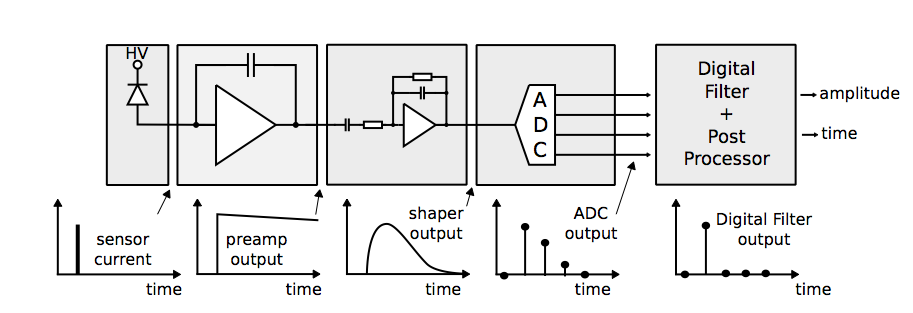 HV
A
D
C
Digital
Filter
+
Post
Processor
amplitude
time
sensor
current
time
preamp
output
time
shaper
output
time
ADC
output
time
Digital Filter
output
time